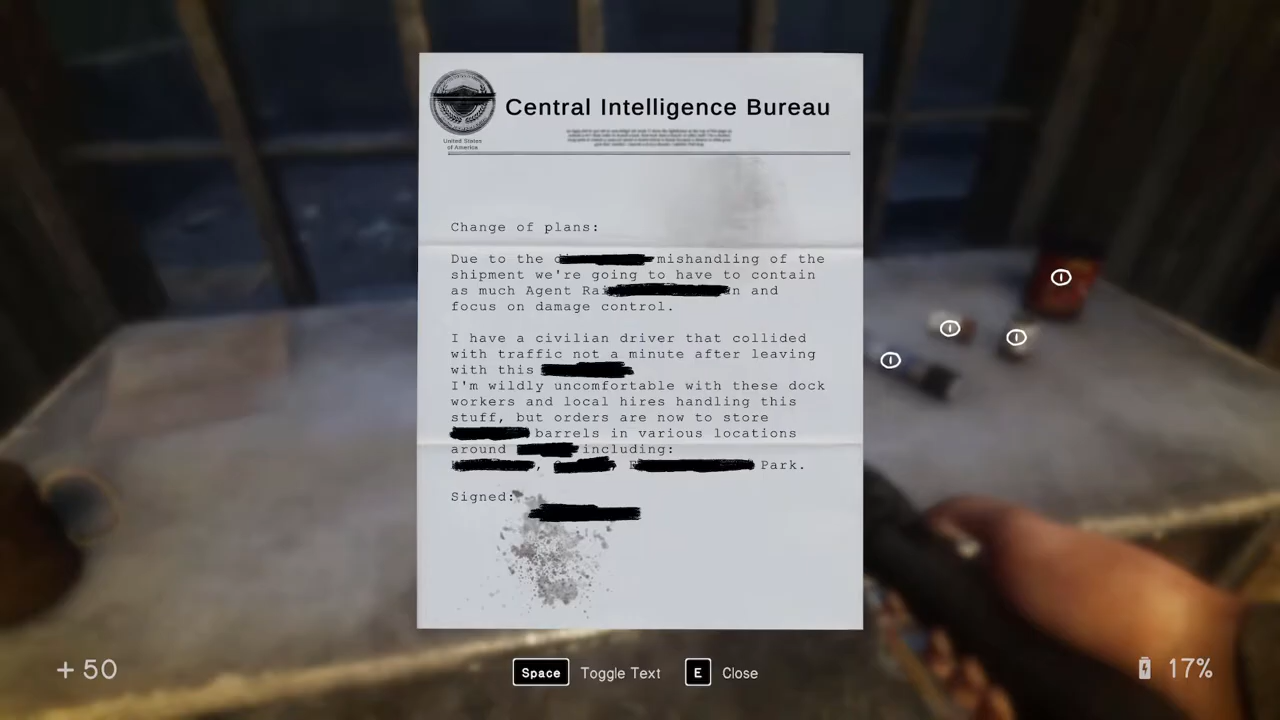 Central Intelligence Bureau
United States
of America
Change of plans:
Due to the mishandling of the
shipment we're going to have to contain
as much Agent and
focus on damage control.
I have a civilian driver that collided
with traffic not a minute after leaving
with this
I'm wildly uncomfortable with these dock
workers and local hires handling this
stuff, but orders are now to store
barrels in various locations
around including:
, , Park.
Signed:
+ 50
Space Toggle Text E Close
17%